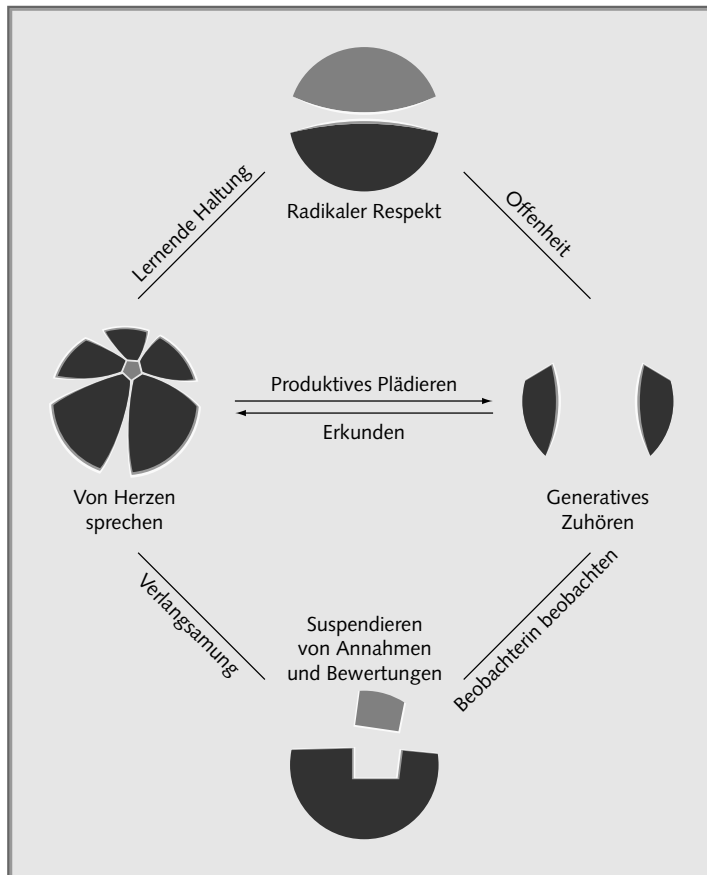 Radikaler Respekt
Lernende Haltung
Offenheit
Produktives Plädieren
Erkunden
Von Herzen
sprechen
Generatives
Zuhören
Verlangsamung
Beobachterin beobachten
Suspendieren
von Annahmen
und Bewertungen